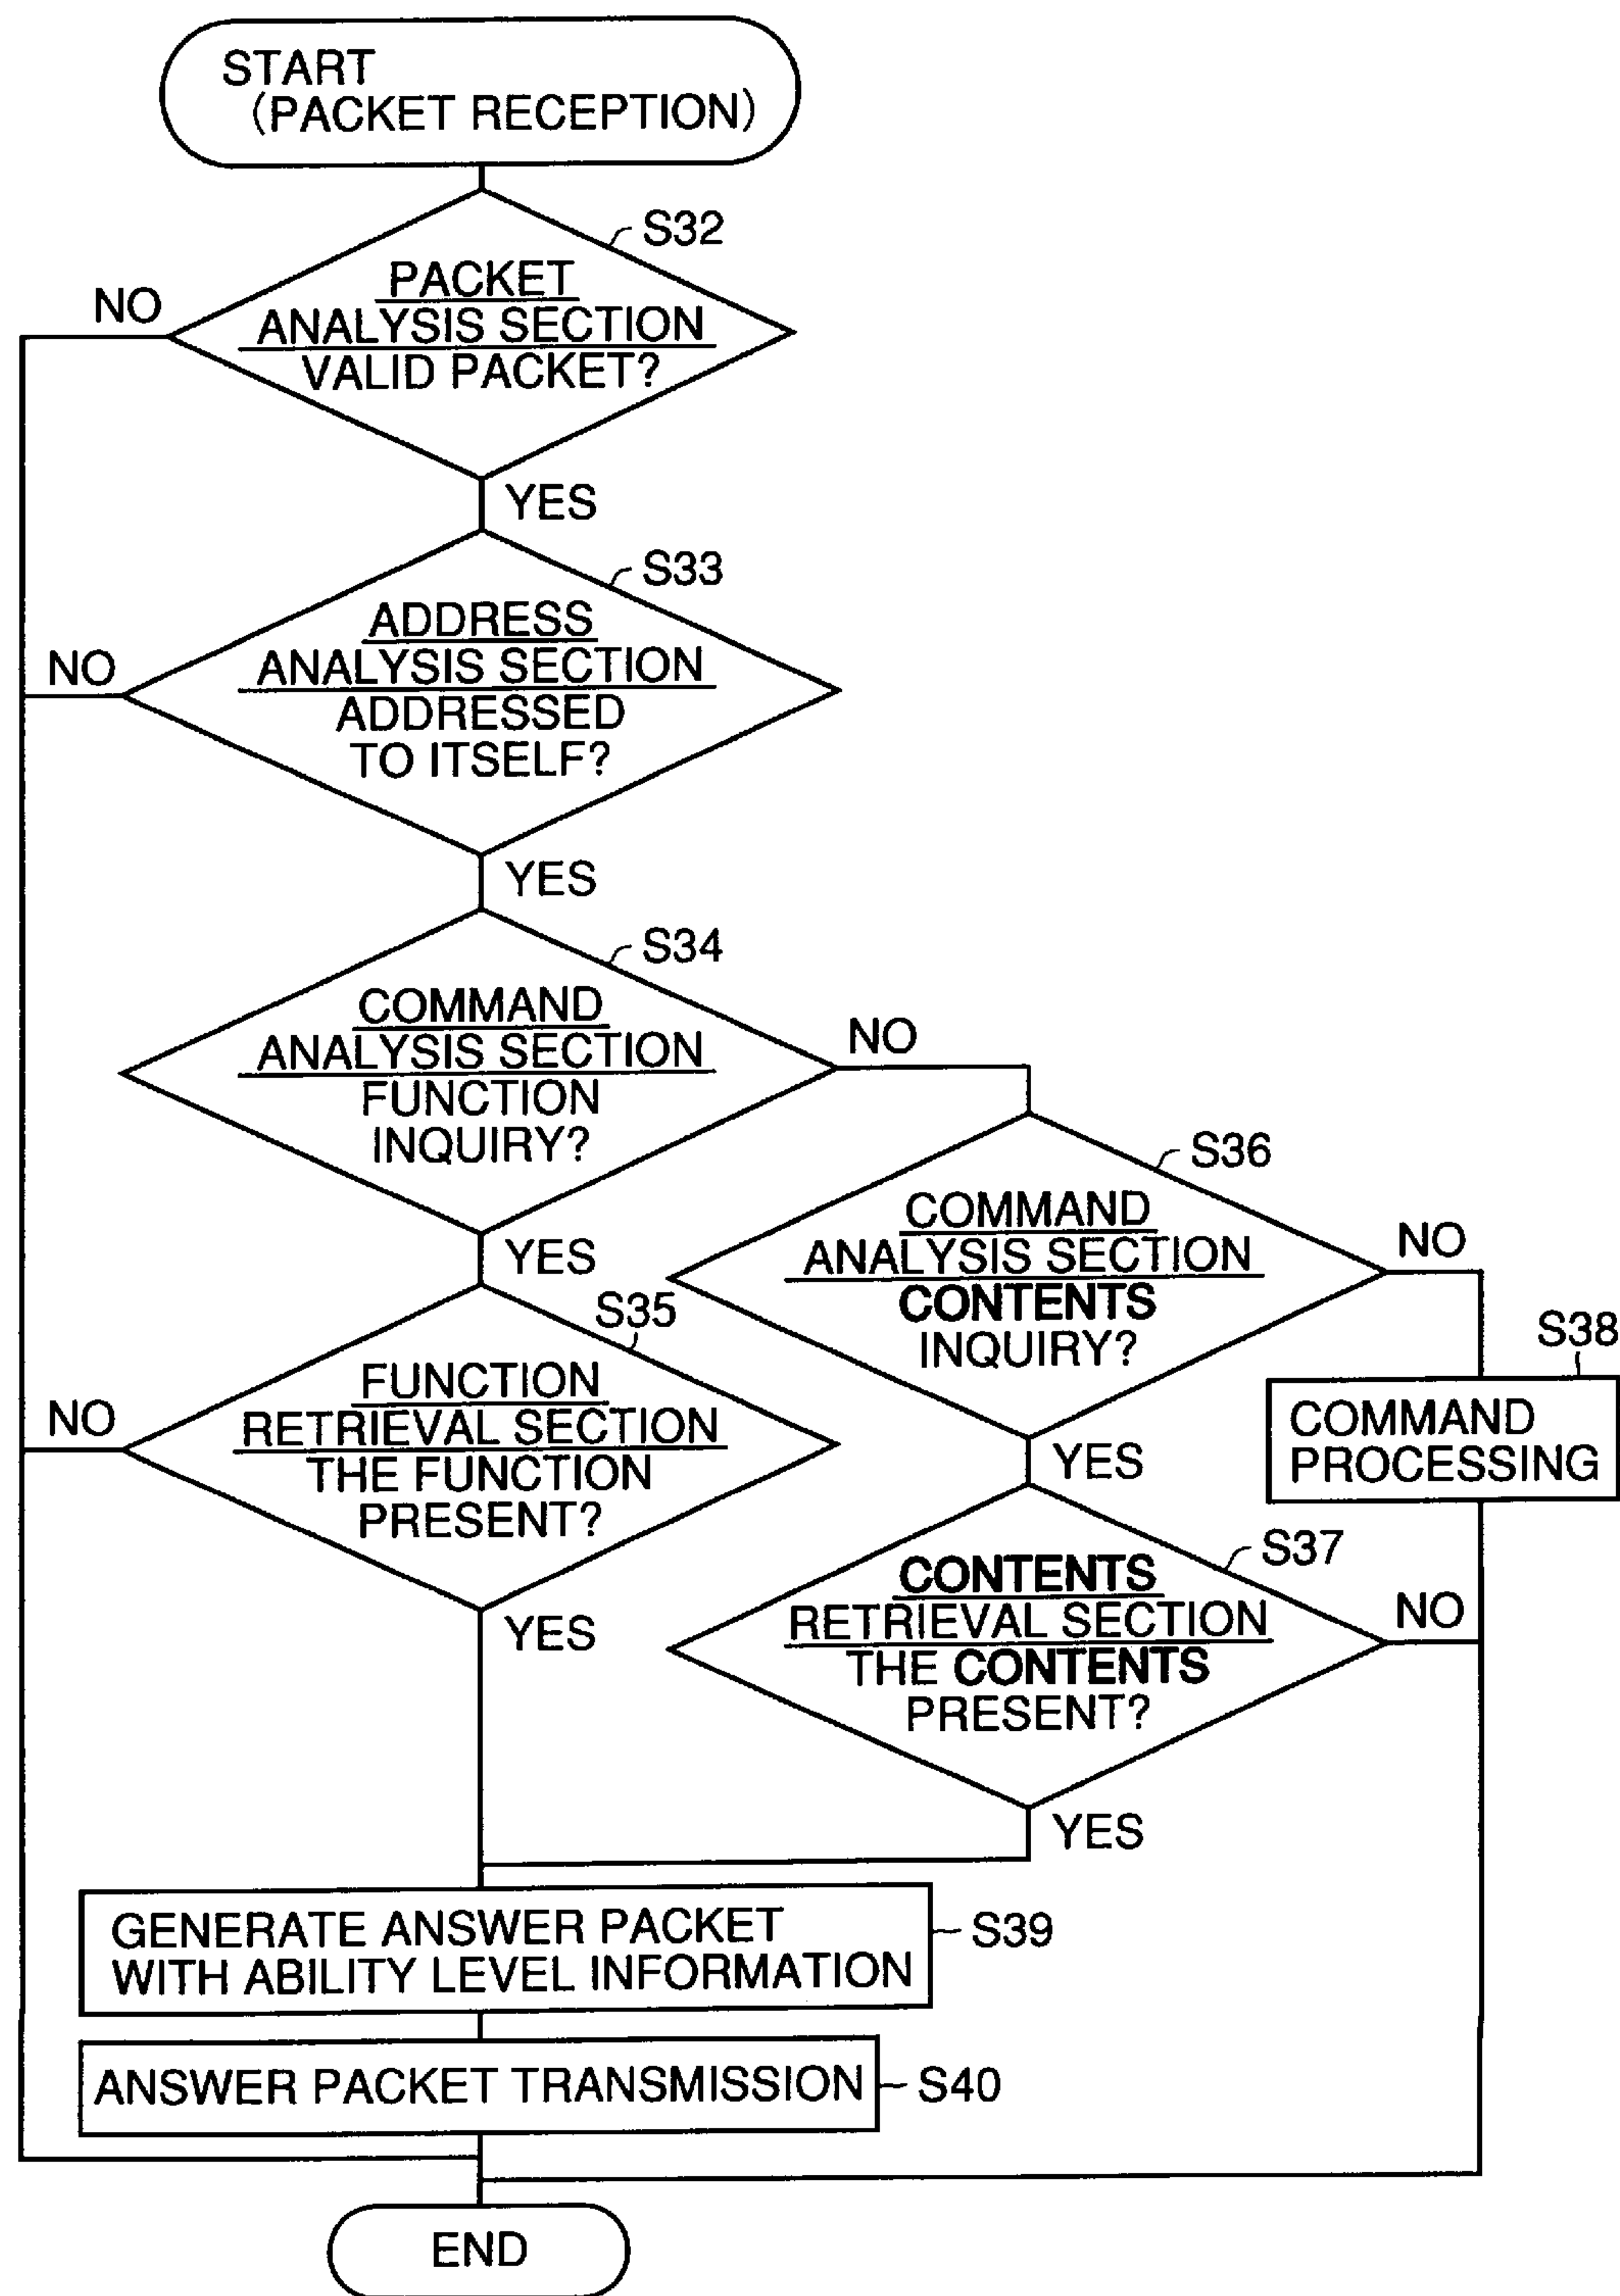 START
(PACKET RECEPTION)
S32
NO
PACKET
ANALYSIS SECTION
VALID PACKET?
YES
S33
NO
ADDRESS
ANALYSIS SECTION
ADDRESSED
TO ITSELF?
YES
S34
COMMAND
ANALYSIS SECTION
FUNCTION
INQUIRY?
NO
YES
S36
COMMAND
ANALYSIS SECTION
CONTENTS
INQUIRY?
NO
YES
S35
FUNCTION
RETRIEVAL SECTION
THE FUNCTION
PRESENT?
NO
YES
S38
COMMAND
PROCESSING
S37
CONTENTS
RETRIEVAL SECTION
THE CONTENTS
PRESENT?
NO
YES
GENERATE ANSWER PACKET
WITH ABILITY LEVEL INFORMATION
S39
ANSWER PACKET TRANSMISSION
S40
END